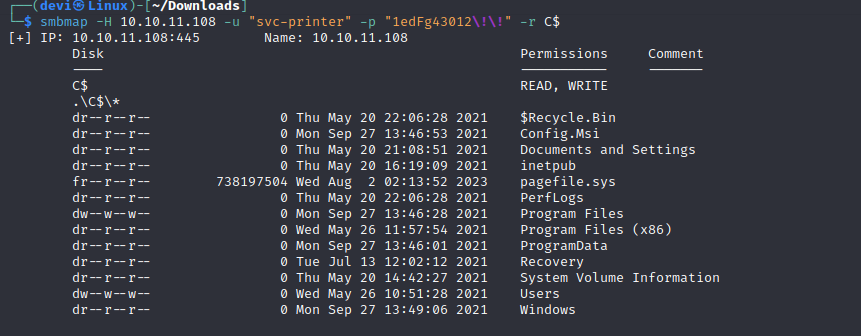 ┌──(devi㉿Linux)-[~/Downloads]
└─$ smbmap -H 10.10.11.108 -u "svc-printer" -p "1edFg43012\!\!" -r C$
[+] IP: 10.10.11.108:445 Name: 10.10.11.108
Disk Permissions Comment
---- ----------- -------
C$ READ, WRITE
.\C$\*
dr--r--r-- 0 Thu May 20 22:06:28 2021 $Recycle.Bin
dr--r--r-- 0 Mon Sep 27 13:46:53 2021 Config.Msi
dr--r--r-- 0 Thu May 20 21:08:51 2021 Documents and Settings
dr--r--r-- 0 Thu May 20 16:19:09 2021 inetpub
fr--r--r-- 738197504 Wed Aug  2 02:13:52 2023 pagefile.sys
dr--r--r-- 0 Thu May 20 22:06:28 2021 PerfLogs
dw--w--w-- 0 Mon Sep 27 13:46:28 2021 Program Files
dr--r--r-- 0 Wed May 26 11:57:54 2021 Program Files (x86)
dr--r--r-- 0 Mon Sep 27 13:46:01 2021 ProgramData
dr--r--r-- 0 Tue Jul 13 12:02:12 2021 Recovery
dr--r--r-- 0 Thu May 20 14:42:27 2021 System Volume Information
dw--w--w-- 0 Wed May 26 10:51:28 2021 Users
dr--r--r-- 0 Mon Sep 27 13:49:06 2021 Windows